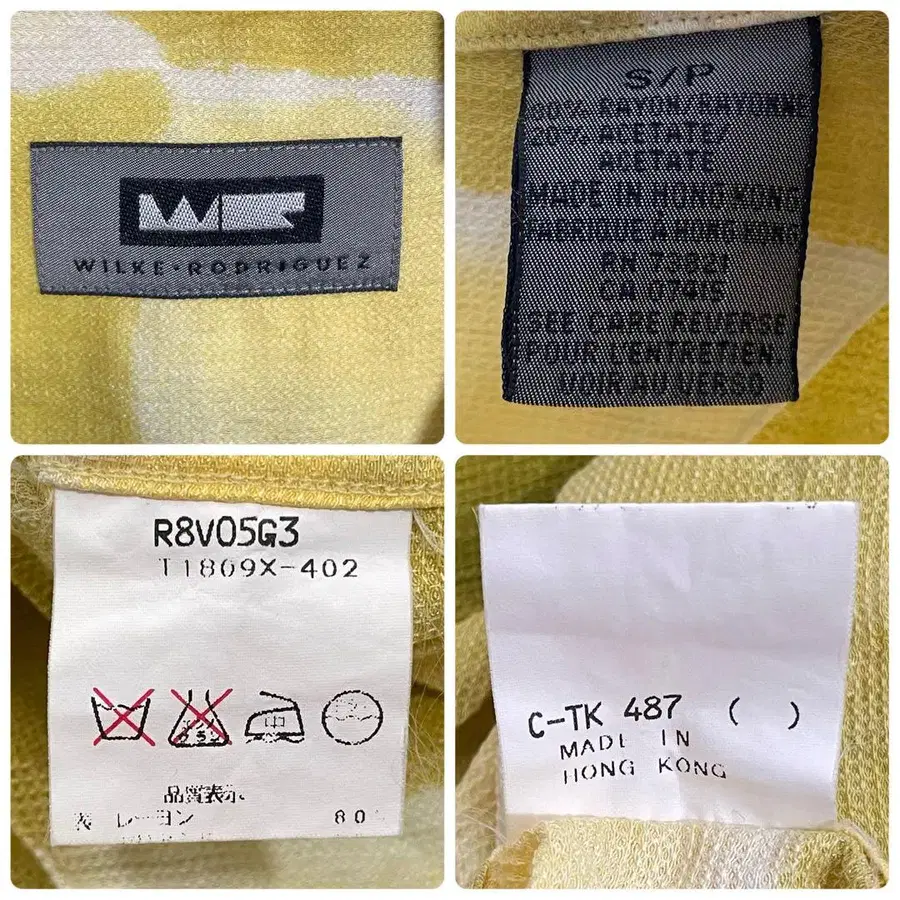 WR
WILKE·RODRIGUEZ
S/P
80% RAYON/RAYONNE
20% ACETATE/
ACETATE
MADE IN HONG KONG
FABRIQUÉ À HONG KONG
RN 73821
CA 07415
SEE CARE REVERSE
POUR L'ENTRETIEN
VOIR AU VERSO
R8V05G3
T1809X-402
中
品質表示
表 レーヨン 80
C-TK 487 ( )
MADE IN
HONG KONG